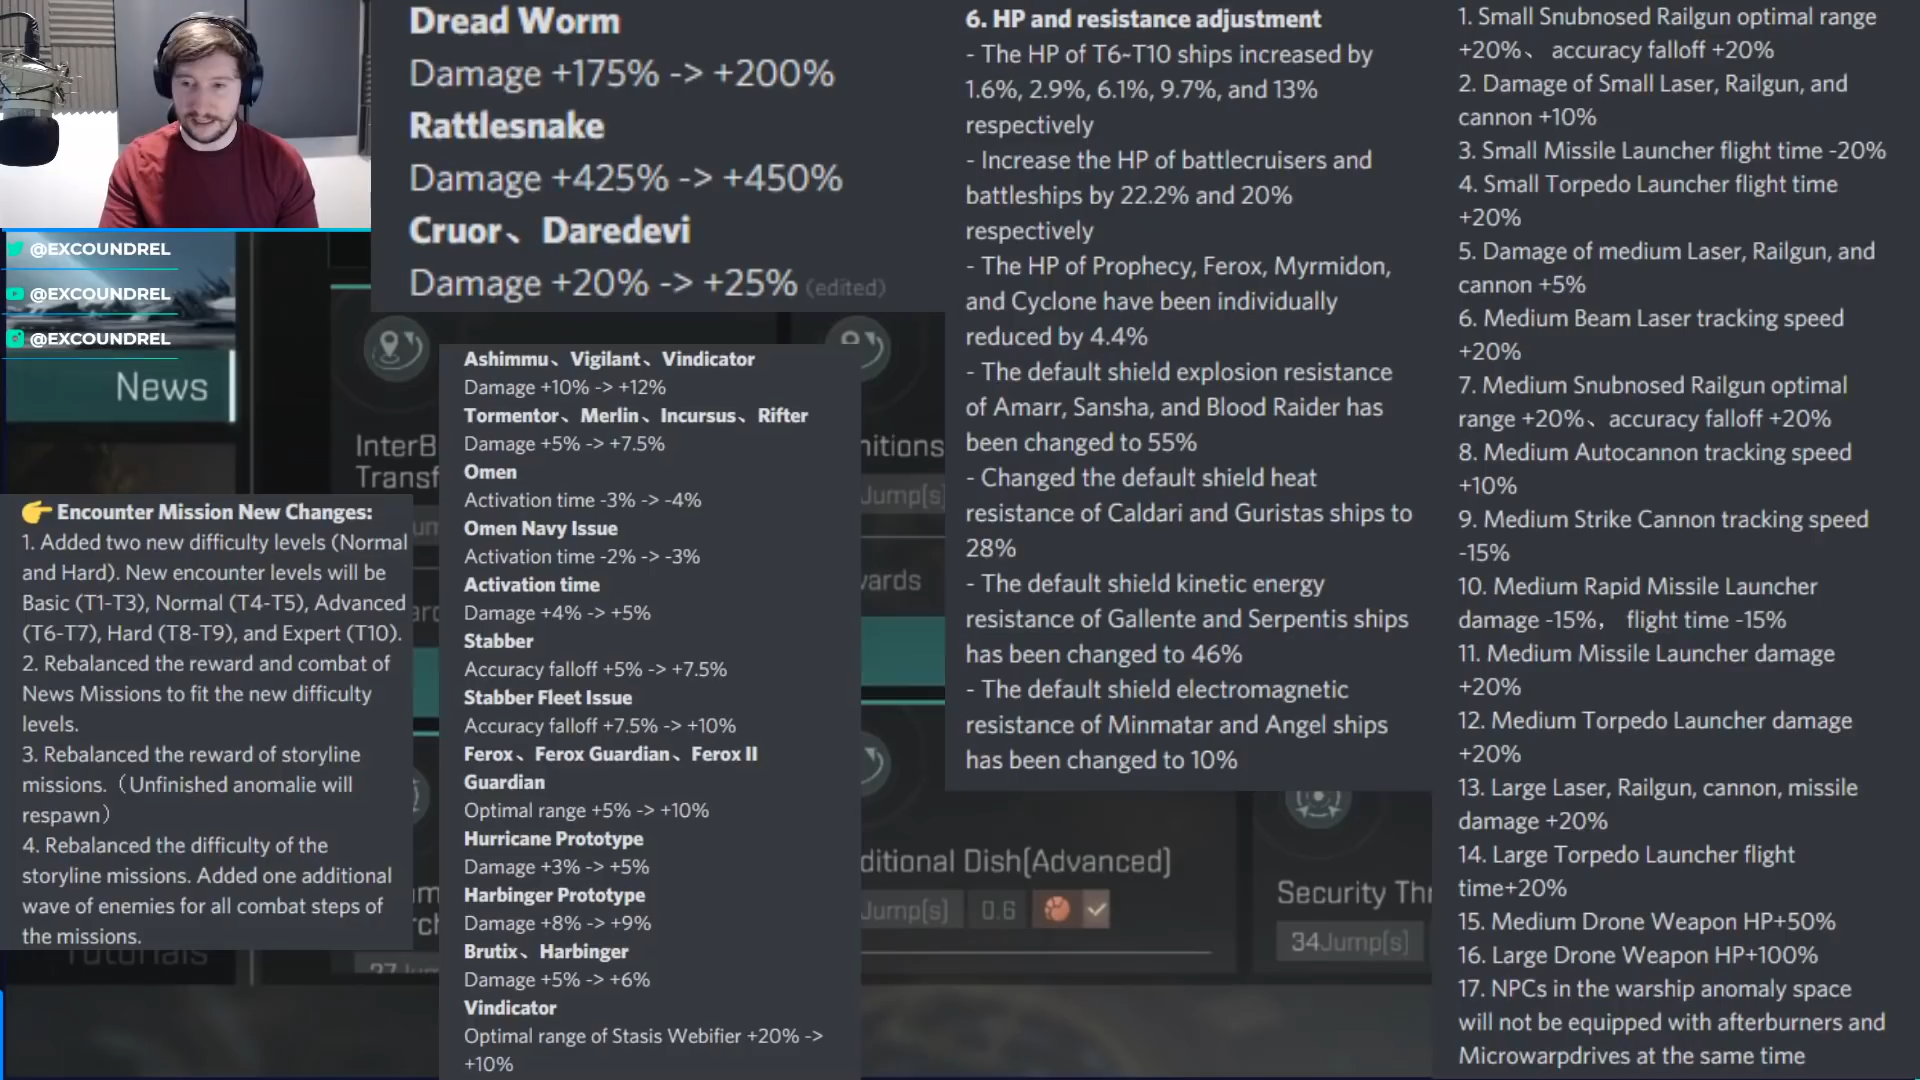 @EXCOUNDREL
@EXCOUNDREL
@EXCOUNDREL
News
Encounter Mission New Changes:
1. Added two new difficulty levels (Normal
and Hard). New encounter levels will be
Basic (T1-T3), Normal (T4-T5), Advanced
(T6-T7), Hard (T8-T9), and Expert (T10).
2. Rebalanced the reward and combat of
News Missions to fit the new difficulty
levels.
3. Rebalanced the reward of storyline
missions.（Unfinished anomalie will
respawn）
4. Rebalanced the difficulty of the
storyline missions. Added one additional
wave of enemies for all combat steps of
the missions.
Tutorials
Dread Worm
Damage +175% -> +200%
Rattlesnake
Damage +425% -> +450%
Cruor、Daredevi
Damage +20% -> +25% (edited)
InterB
Transf
Ashimmu、Vigilant、Vindicator
Damage +10% -> +12%
Tormentor、Merlin、Incursus、Rifter
Damage +5% -> +7.5%
Omen
Activation time -3% -> -4%
Omen Navy Issue
Activation time -2% -> -3%
Activation time
Damage +4% -> +5%
Stabber
Accuracy falloff +5% -> +7.5%
Stabber Fleet Issue
Accuracy falloff +7.5% -> +10%
Ferox、Ferox Guardian、Ferox II
Guardian
Optimal range +5% -> +10%
Hurricane Prototype
Damage +3% -> +5%
Harbinger Prototype
Damage +8% -> +9%
Brutix、Harbinger
Damage +5% -> +6%
Vindicator
Optimal range of Stasis Webifier +20% ->
+10%
nitions
Jump[s]
wards
ditional Dish[Advanced]
Jump[s] 0.6
Security Thr
34Jump[s]
6. HP and resistance adjustment
- The HP of T6~T10 ships increased by
1.6%, 2.9%, 6.1%, 9.7%, and 13%
respectively
- Increase the HP of battlecruisers and
battleships by 22.2% and 20%
respectively
- The HP of Prophecy, Ferox, Myrmidon,
and Cyclone have been individually
reduced by 4.4%
- The default shield explosion resistance
of Amarr, Sansha, and Blood Raider has
been changed to 55%
- Changed the default shield heat
resistance of Caldari and Guristas ships to
28%
- The default shield kinetic energy
resistance of Gallente and Serpentis ships
has been changed to 46%
- The default shield electromagnetic
resistance of Minmatar and Angel ships
has been changed to 10%
1. Small Snubnosed Railgun optimal range
+20%、 accuracy falloff +20%
2. Damage of Small Laser, Railgun, and
cannon +10%
3. Small Missile Launcher flight time -20%
4. Small Torpedo Launcher flight time
+20%
5. Damage of medium Laser, Railgun, and
cannon +5%
6. Medium Beam Laser tracking speed
+20%
7. Medium Snubnosed Railgun optimal
range +20%、accuracy falloff +20%
8. Medium Autocannon tracking speed
+10%
9. Medium Strike Cannon tracking speed
-15%
10. Medium Rapid Missile Launcher
damage -15%， flight time -15%
11. Medium Missile Launcher damage
+20%
12. Medium Torpedo Launcher damage
+20%
13. Large Laser, Railgun, cannon, missile
damage +20%
14. Large Torpedo Launcher flight
time+20%
15. Medium Drone Weapon HP+50%
16. Large Drone Weapon HP+100%
17. NPCs in the warship anomaly space
will not be equipped with afterburners and
Microwarpdrives at the same time